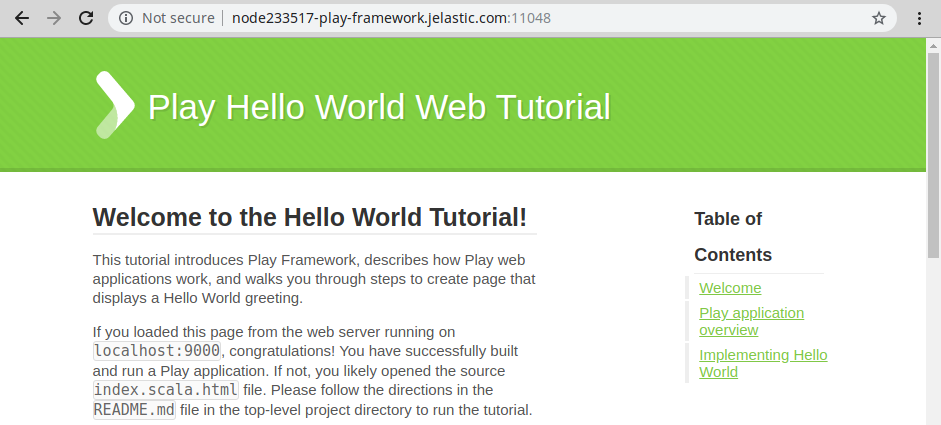 Not secure | node233517-play-framework.jelastic.com:11048
Play Hello World Web Tutorial
Welcome to the Hello World Tutorial!
This tutorial introduces Play Framework, describes how Play web
applications work, and walks you through steps to create page that
displays a Hello World greeting.
If you loaded this page from the web server running on
localhost:9000, congratulations! You have successfully built
and run a Play application. If not, you likely opened the source
index.scala.html file. Please follow the directions in the
README.md file in the top-level project directory to run the tutorial.
Table of
Contents
Welcome
Play application
overview
Implementing Hello
World